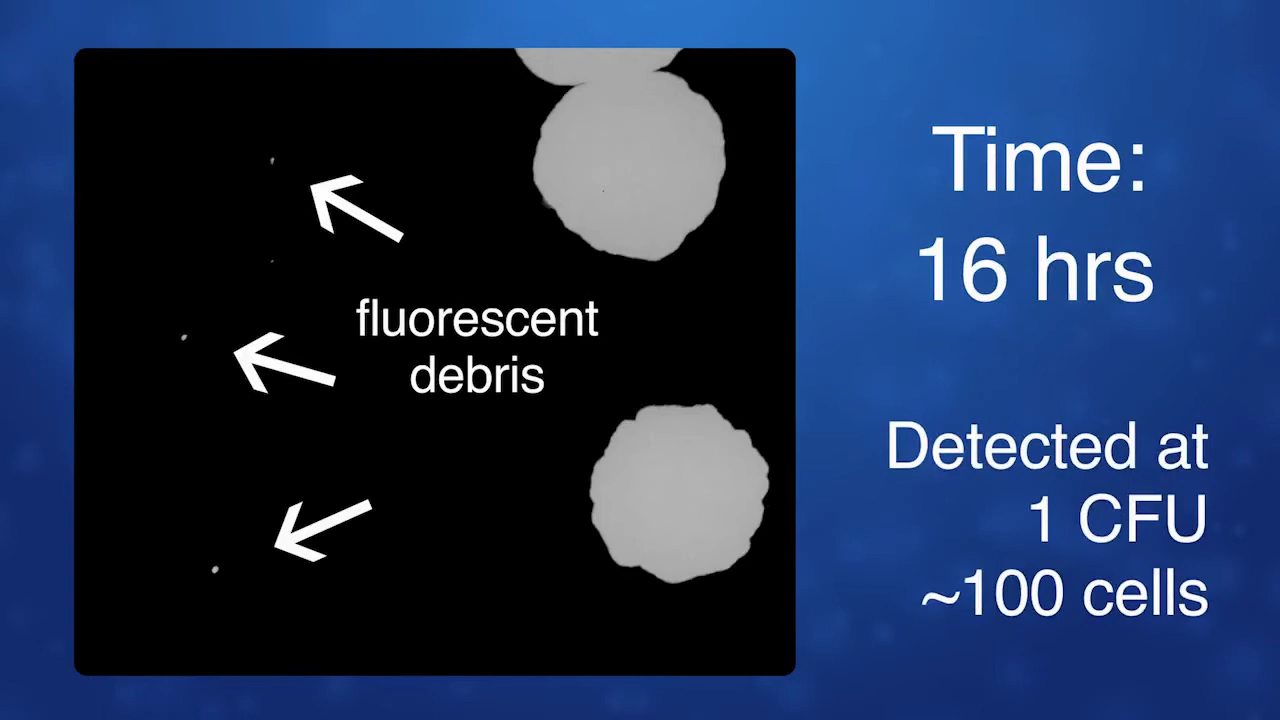 fluorescent
debris
Time:
16 hrs
Detected at
1 CFU
~100 cells